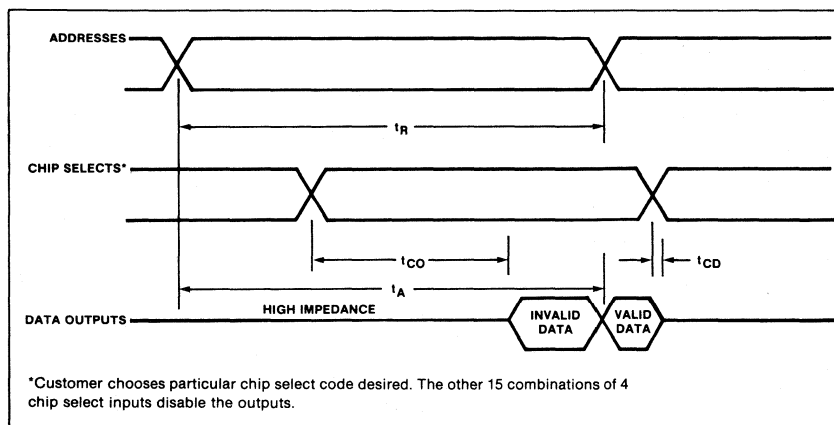 ADDRESSES
tR
CHIP SELECTS*
tCO
tCD
tA
HIGH IMPEDANCE
DATA OUTPUTS
INVALID
DATA
VALID
DATA
*Customer chooses particular chip select code desired. The other 15 combinations of 4
chip select inputs disable the outputs.